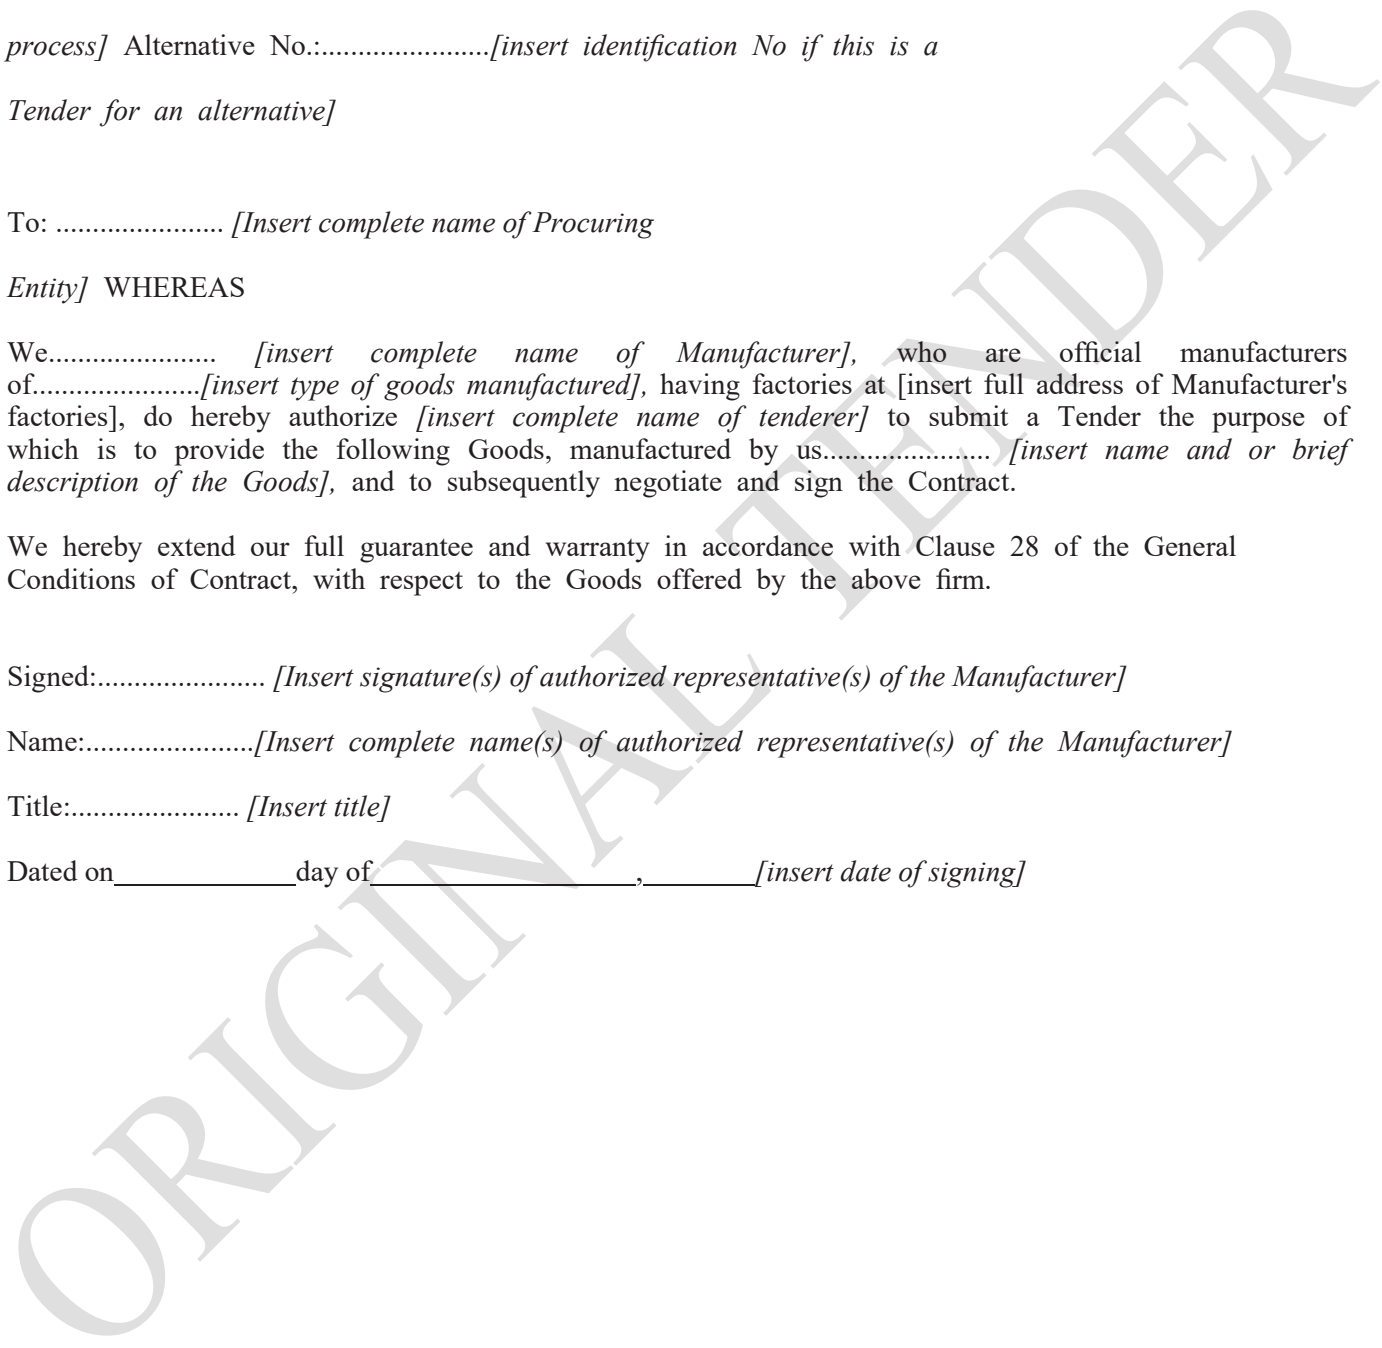 process] Alternative No.:.......................[insert identification No if this is a
Tender for an alternative]
To: ....................... [Insert complete name of Procuring
Entity] WHEREAS
We....................... [insert complete name of Manufacturer], who are official manufacturers
of.......................[insert type of goods manufactured], having factories at [insert full address of Manufacturer's
factories], do hereby authorize [insert complete name of tenderer] to submit a Tender the purpose of
which is to provide the following Goods, manufactured by us....................... [insert name and or brief
description of the Goods], and to subsequently negotiate and sign the Contract.
We hereby extend our full guarantee and warranty in accordance with Clause 28 of the General
Conditions of Contract, with respect to the Goods offered by the above firm.
Signed:....................... [Insert signature(s) of authorized representative(s) of the Manufacturer]
Name:.......................[Insert complete name(s) of authorized representative(s) of the Manufacturer]
Title:....................... [Insert title]
Dated on____________day of__________________,_______[insert date of signing]
ORIGINAL TENDER